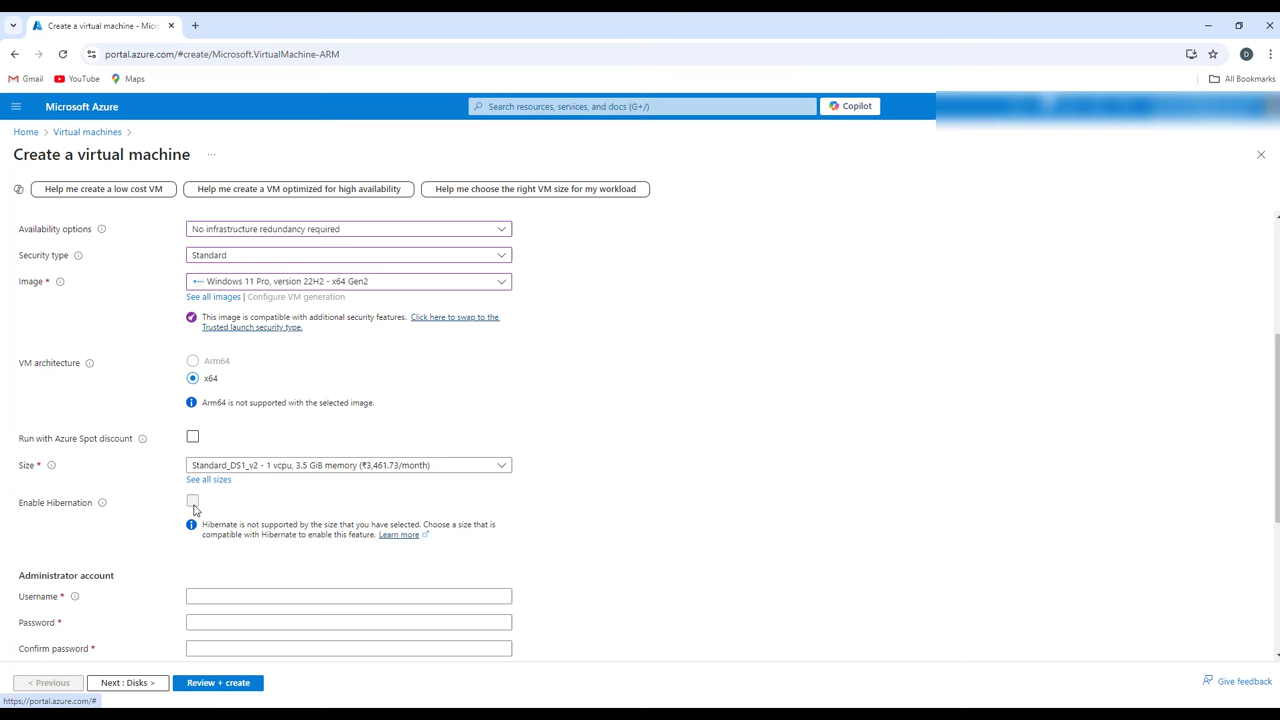 Create a virtual machine - Micr
portal.azure.com/#create/Microsoft.VirtualMachine-ARM
D
Gmail
YouTube
Maps
All Bookmarks
Microsoft Azure
Search resources, services, and docs (G+/)
Copilot
Home > Virtual machines >
Create a virtual machine ...
Help me create a low cost VM
Help me create a VM optimized for high availability
Help me choose the right VM size for my workload
Availability options
No infrastructure redundancy required
Security type
Standard
Image *
Windows 11 Pro, version 22H2 - x64 Gen2
See all images | Configure VM generation
This image is compatible with additional security features. Click here to swap to the
Trusted launch security type.
VM architecture
Arm64
x64
Arm64 is not supported with the selected image.
Run with Azure Spot discount
Size *
Standard_DS1_v2 - 1 vcpu, 3.5 GiB memory (₹3,461.73/month)
See all sizes
Enable Hibernation
Hibernate is not supported by the size that you have selected. Choose a size that is
compatible with Hibernate to enable this feature. Learn more
Administrator account
Username *
Password *
Confirm password *
< Previous
Next : Disks >
Review + create
Give feedback
https://portal.azure.com/#